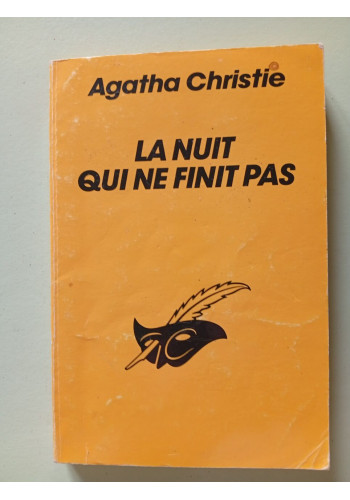 Agatha Christie
LA NUIT
QUI NE FINIT PAS